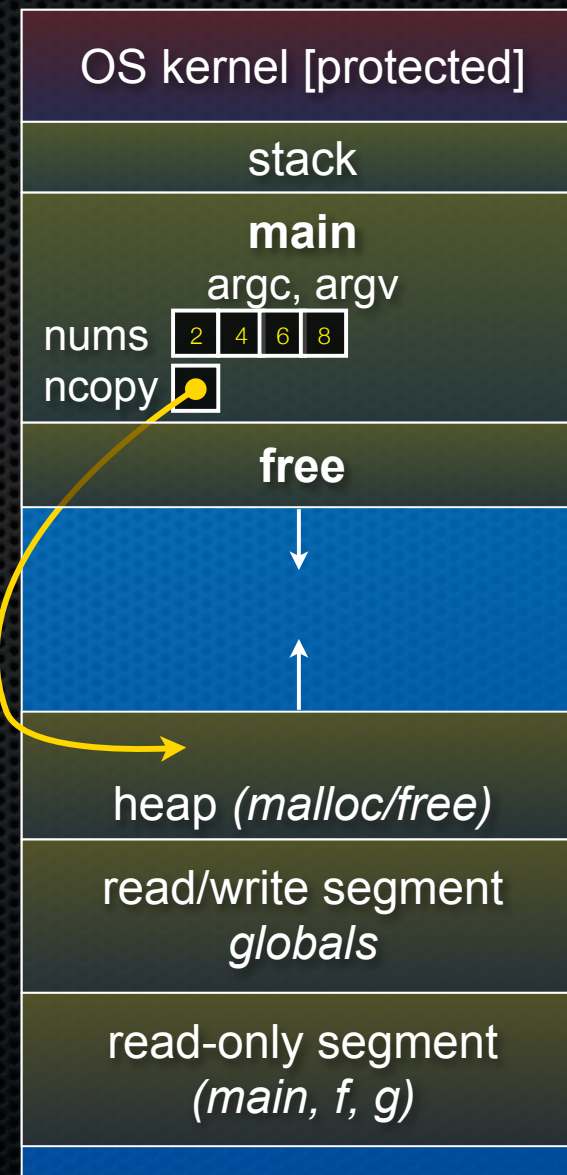 OS kernel [protected]
stack
main
argc, argv
nums 2 4 6 8
ncopy
free
heap (malloc/free)
read/write segment
globals
read-only segment
(main, f, g)